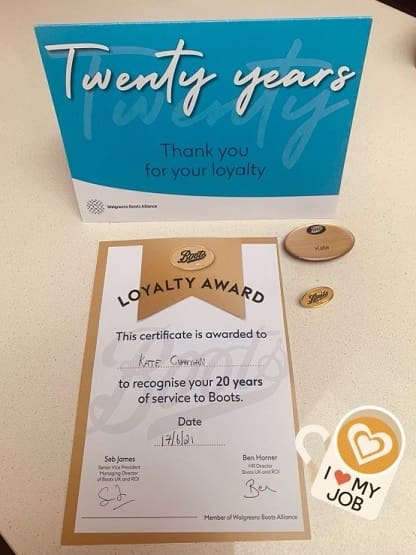 Twenty years
Twenty
Thank you
for your loyalty
Walgreens Boots Alliance
Boots
Kate
Boots
Boots
LOYALTY AWARD
This certificate is awarded to
KATE
to recognise your 20 years
of service to Boots.
Date
17/6/21
Seb James
Senior Vice President
Managing Director
of Boots UK and ROI
Ben Horner
HR Director
Boots UK and ROI
Ben
Member of Walgreens Boots Alliance
I ❤ MY
JOB